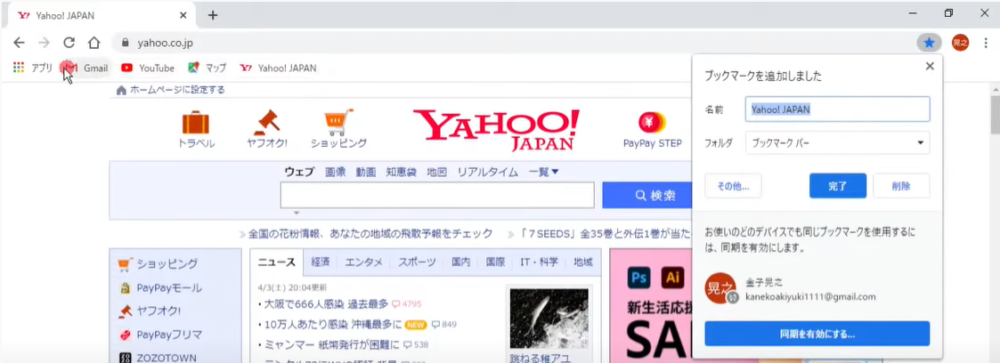 Yahoo! JAPAN
yahoo.co.jp
晃之
アプリ Gmail YouTube マップ Yahoo! JAPAN
ホームページに設定する
トラベル ヤフオク! ショッピング
YAHOO! JAPAN
PayPay STEP
ウェブ 画像 動画 知恵袋 地図 リアルタイム 一覧▼
検索
全国の花粉情報、あなたの地域の飛散予報をチェック
「7SEEDS」全35巻と外伝1巻が当た
ショッピング
PayPayモール
ヤフオク!
PayPayフリマ
ZOZOTOWN
ニュース 経済 エンタメ スポーツ 国内 国際 IT・科学 地域
4/3(土) 20:04更新
・大阪で666人感染 過去最多 4795
・10万人あたり感染 沖縄最多に NEW 849
・ミャンマー 紙幣発行が困難に 538
跳ねる稚アユ
Ps Ai
新生活応援
SA
ブックマークを追加しました
名前 Yahoo! JAPAN
フォルダ ブックマーク バー
その他... 完了 削除
お使いのどのデバイスでも同じブックマークを使用するに
は、同期を有効にします。
晃之
金子晃之
kanekoakiyuki1111@gmail.com
同期を有効にする...